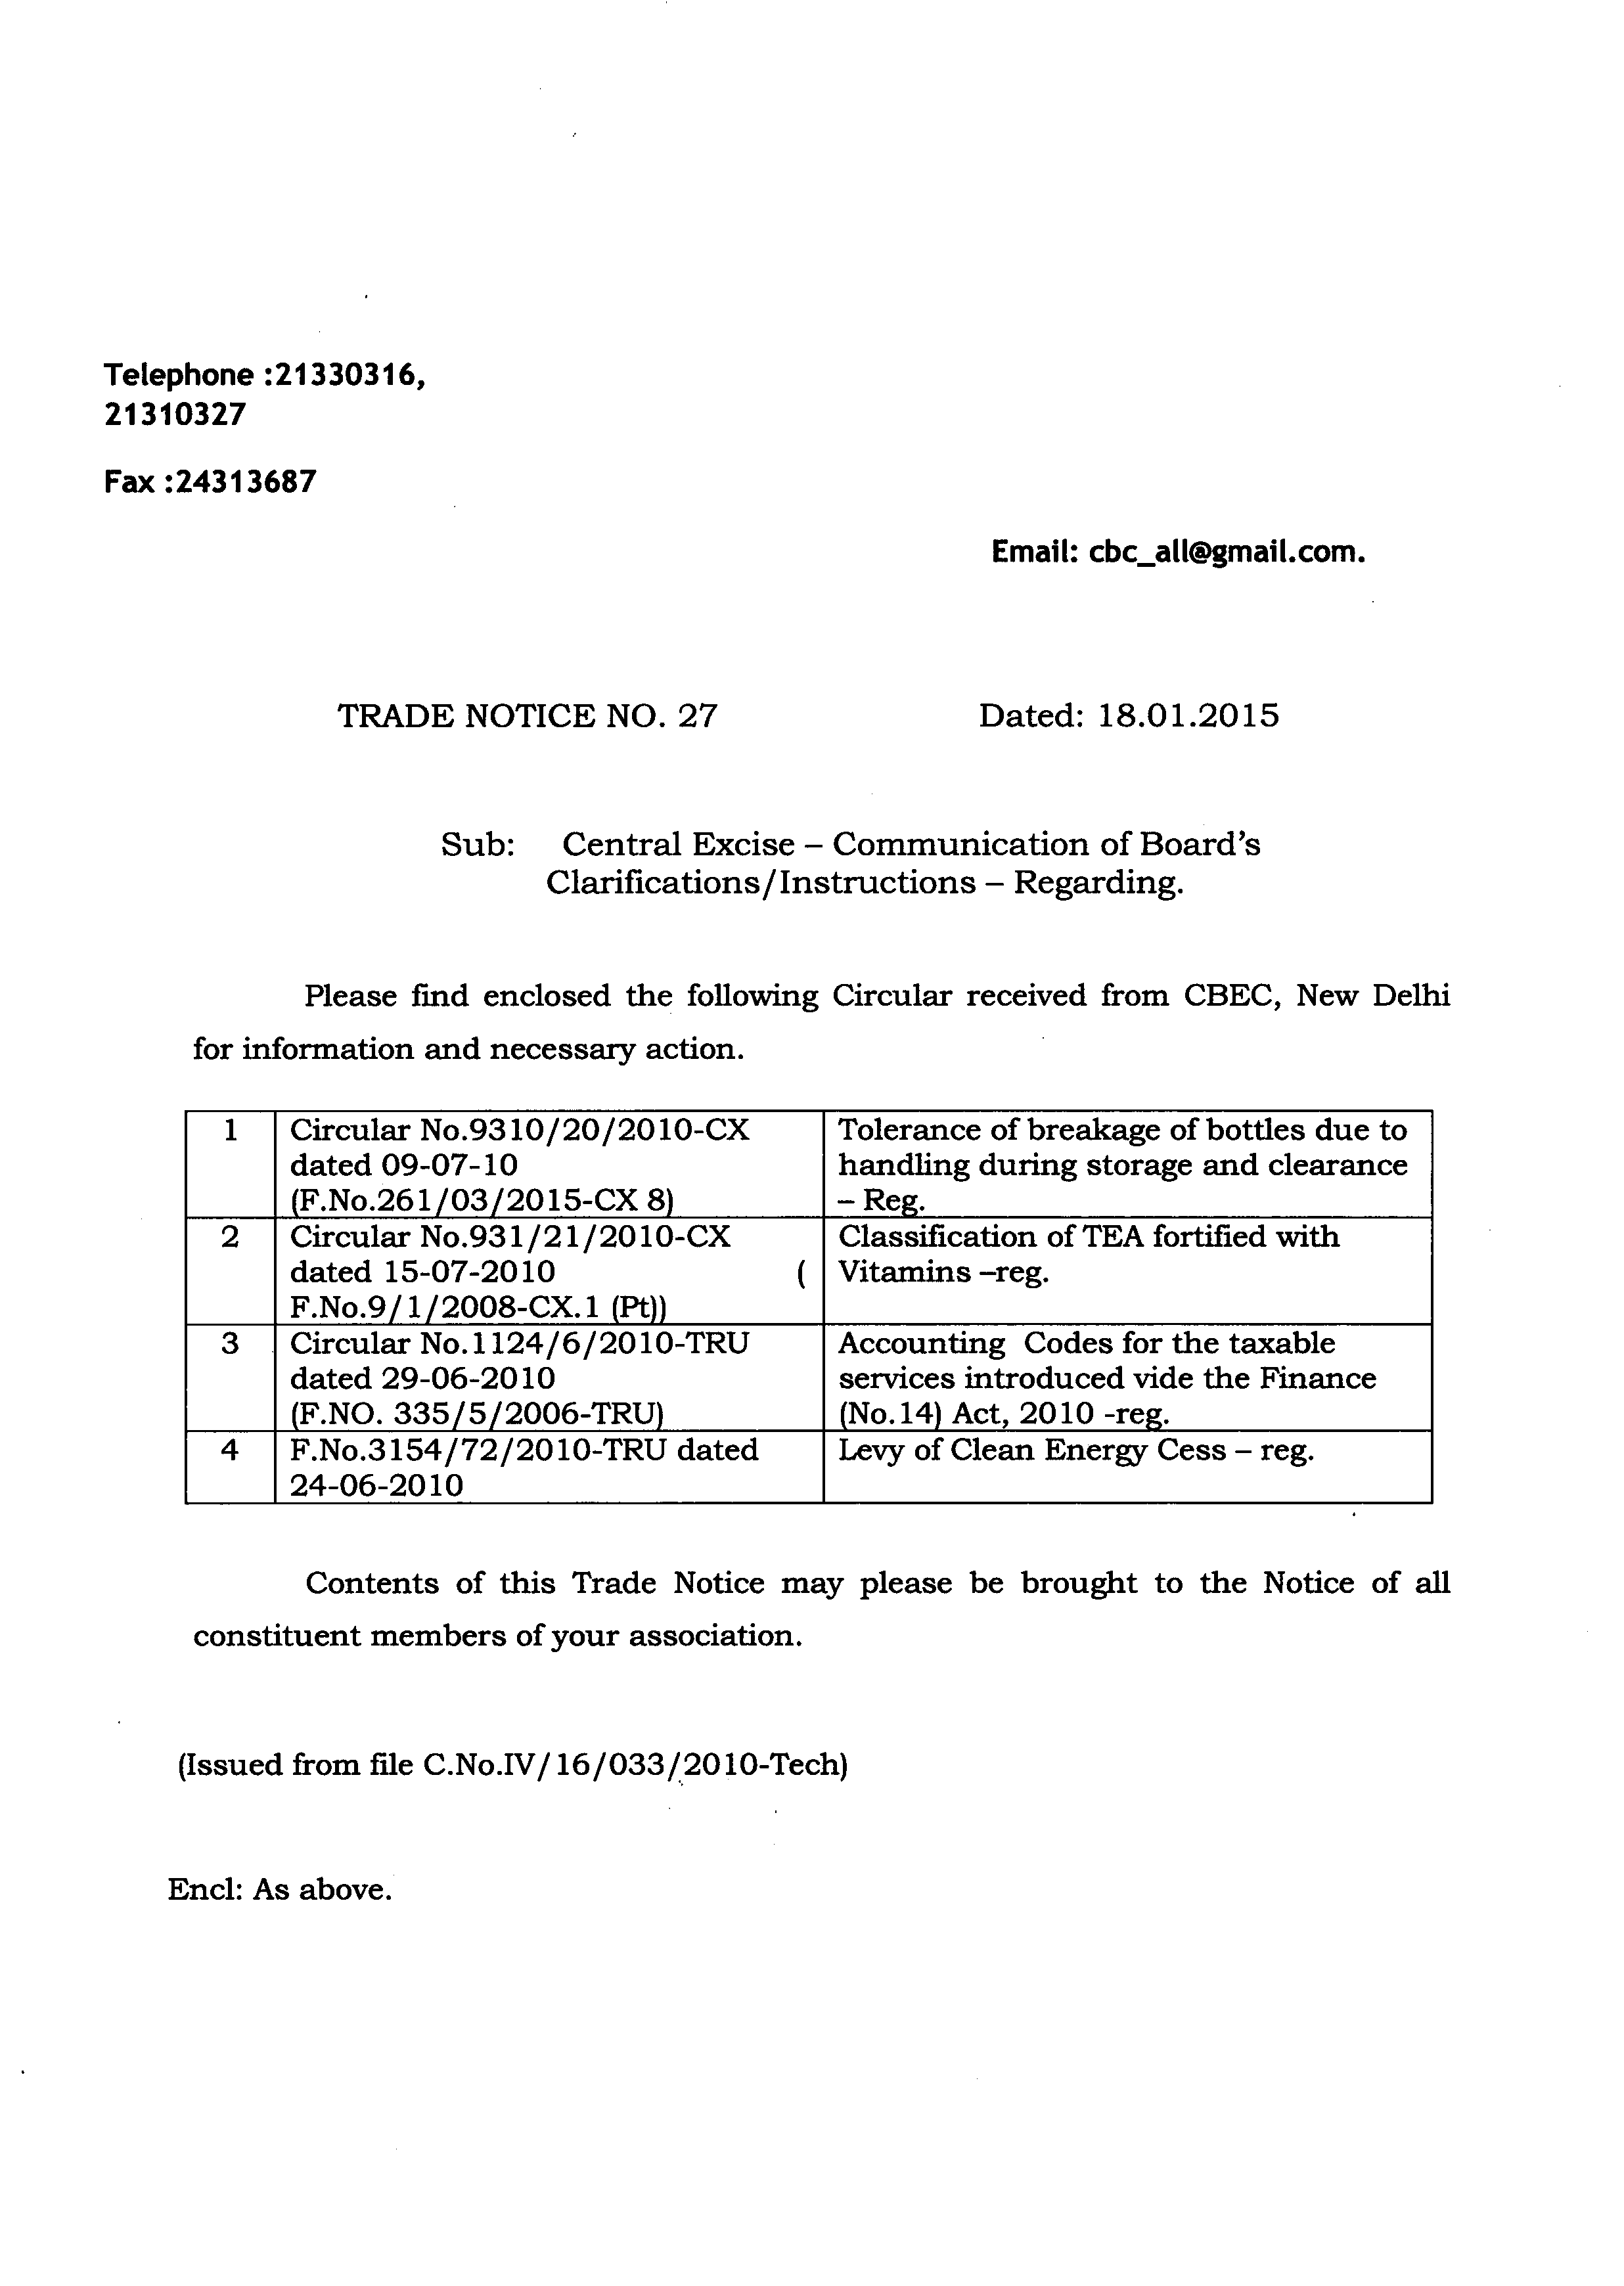 Telephone :21330316,
21310327
Fax :24313687
Email: cbc_all@gmail.com.
TRADE NOTICE NO. 27 Dated: 18.01.2015
Sub: Central Excise – Communication of Board's
Clarifications/Instructions – Regarding.
Please find enclosed the following Circular received from CBEC, New Delhi
for information and necessary action.
1 Circular No.9310/20/2010-CX
dated 09-07-10
(F.No.261/03/2015-CX 8)
Tolerance of breakage of bottles due to
handling during storage and clearance
– Reg.
2 Circular No.931/21/2010-CX
dated 15-07-2010 (
F.No.9/1/2008-CX.1 (Pt))
Classification of TEA fortified with
Vitamins –reg.
3 Circular No.1124/6/2010-TRU
dated 29-06-2010
(F.NO. 335/5/2006-TRU)
Accounting Codes for the taxable
services introduced vide the Finance
(No.14) Act, 2010 -reg.
4 F.No.3154/72/2010-TRU dated
24-06-2010
Levy of Clean Energy Cess – reg.
Contents of this Trade Notice may please be brought to the Notice of all
constituent members of your association.
(Issued from file C.No.IV/16/033/2010-Tech)
Encl: As above.